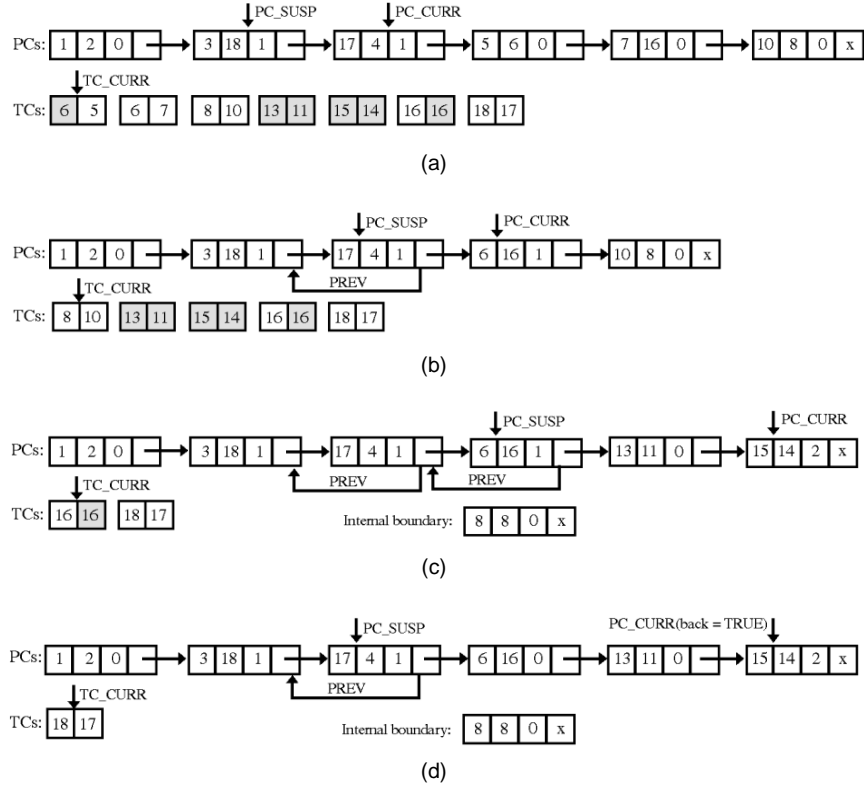 PC_SUSP PC_CURR
PCs: 1 2 0 3 18 1 17 4 1 5 6 0 7 16 0 10 8 0 x
TC_CURR
TCs: 6 5 6 7 8 10 13 11 15 14 16 16 18 17
(a)
PC_SUSP PC_CURR
PCs: 1 2 0 3 18 1 17 4 1 6 16 1 10 8 0 x
PREV
TC_CURR
TCs: 8 10 13 11 15 14 16 16 18 17
(b)
PC_SUSP PC_CURR
PCs: 1 2 0 3 18 1 17 4 1 6 16 1 13 11 0 15 14 2 x
PREV PREV
TC_CURR
TCs: 16 16 18 17 Internal boundary: 8 8 0 x
(c)
PC_SUSP PC_CURR(back = TRUE)
PCs: 1 2 0 3 18 1 17 4 1 6 16 0 13 11 0 15 14 2 x
PREV
TC_CURR
TCs: 18 17 Internal boundary: 8 8 0 x
(d)